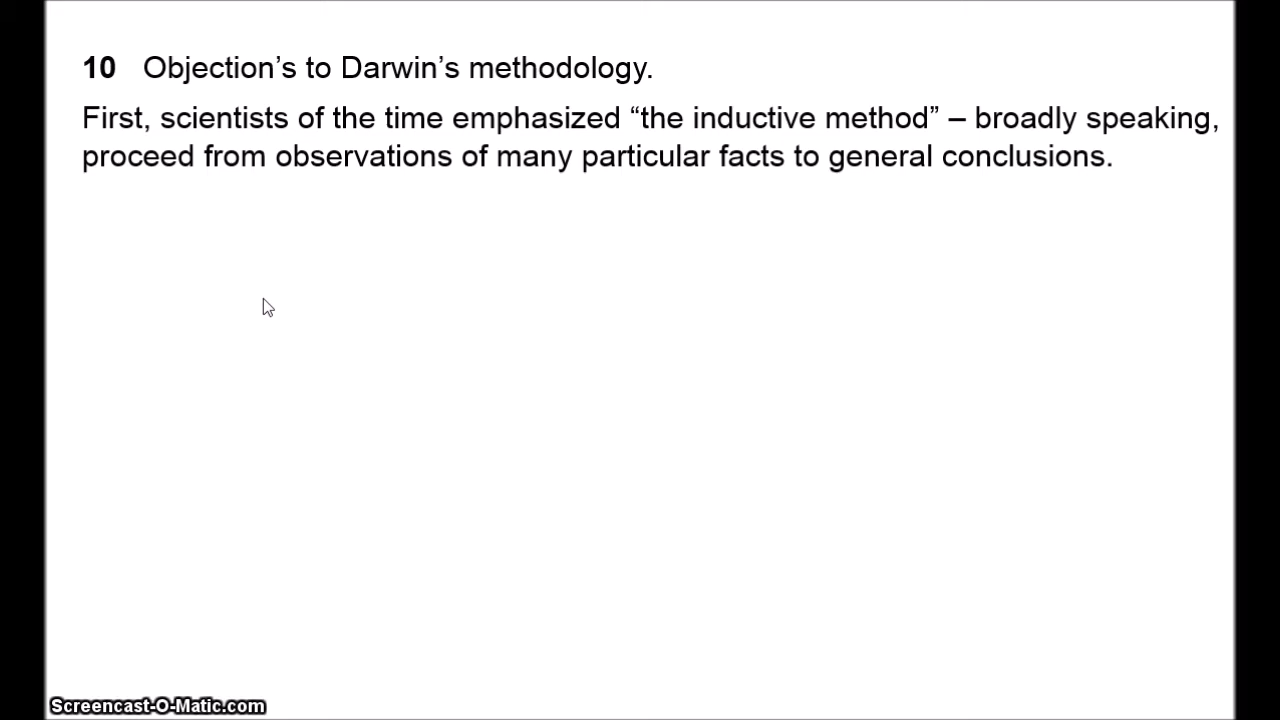 10 Objection’s to Darwin’s methodology.
First, scientists of the time emphasized “the inductive method” – broadly speaking,
proceed from observations of many particular facts to general conclusions.
Screencast-O-Matic.com